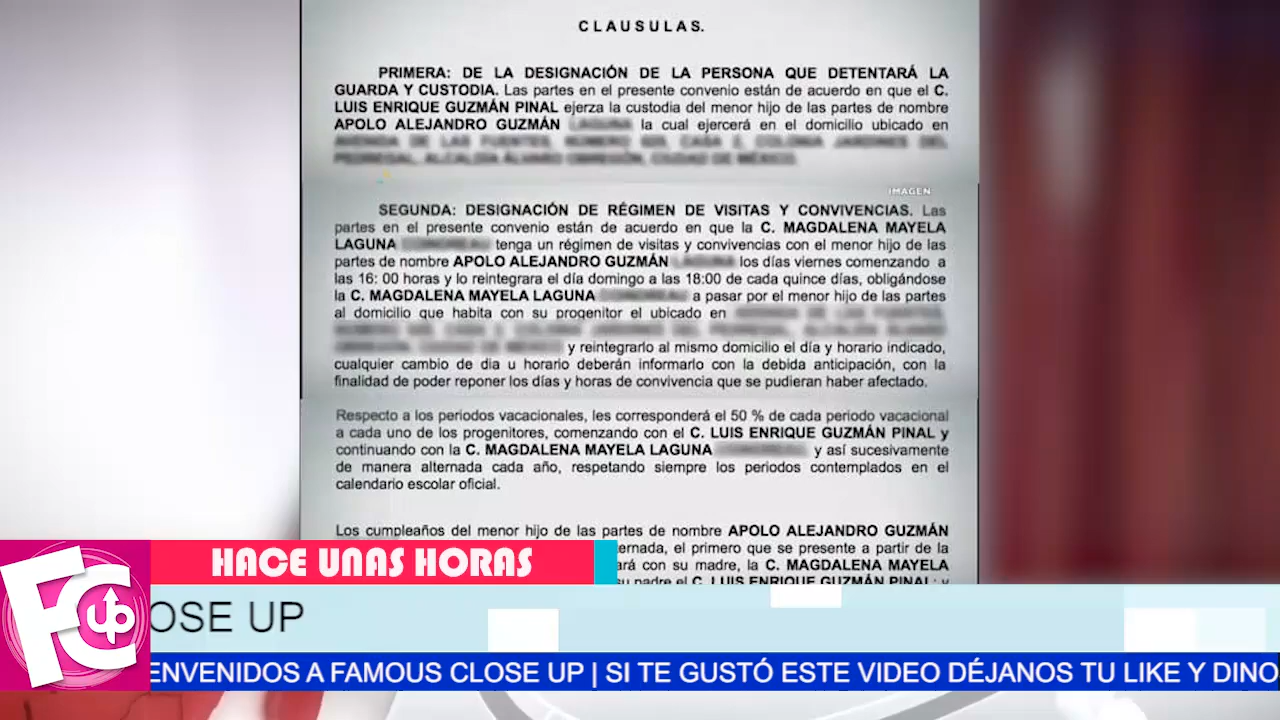 C L A U S U L A S.
PRIMERA: DE LA DESIGNACIÓN DE LA PERSONA QUE DETENTARÁ LA
GUARDA Y CUSTODIA. Las partes en el presente convenio están de acuerdo en que el C.
LUIS ENRIQUE GUZMÁN PINAL ejerza la custodia del menor hijo de las partes de nombre
APOLO ALEJANDRO GUZMÁN la cual ejercerá en el domicilio ubicado en
IMAGEN
SEGUNDA: DESIGNACIÓN DE RÉGIMEN DE VISITAS Y CONVIVENCIAS. Las
partes en el presente convenio están de acuerdo en que la C. MAGDALENA MAYELA
LAGUNA tenga un régimen de visitas y convivencias con el menor hijo de las
partes de nombre APOLO ALEJANDRO GUZMÁN los días viernes comenzando a
las 16: 00 horas y lo reintegrara el día domingo a las 18:00 de cada quince días, obligándose
la C. MAGDALENA MAYELA LAGUNA a pasar por el menor hijo de las partes
al domicilio que habita con su progenitor el ubicado en
y reintegrarlo al mismo domicilio el día y horario indicado,
cualquier cambio de dia u horario deberán informarlo con la debida anticipación, con la
finalidad de poder reponer los días y horas de convivencia que se pudieran haber afectado.
Respecto a los periodos vacacionales, les corresponderá el 50 % de cada periodo vacacional
a cada uno de los progenitores, comenzando con el C. LUIS ENRIQUE GUZMÁN PINAL y
continuando con la C. MAGDALENA MAYELA LAGUNA y así sucesivamente
de manera alternada cada año, respetando siempre los periodos contemplados en el
calendario escolar oficial.
Los cumpleaños del menor hijo de las partes de nombre APOLO ALEJANDRO GUZMÁN
ternada, el primero que se presente a partir de la
ará con su madre, la C. MAGDALENA MAYELA
su padre el C. LUIS ENRIQUE GUZMÁN PINAL; y
HACE UNAS HORAS
FC up
OSE UP
ENVENIDOS A FAMOUS CLOSE UP | SI TE GUSTÓ ESTE VIDEO DÉJANOS TU LIKE Y DINO